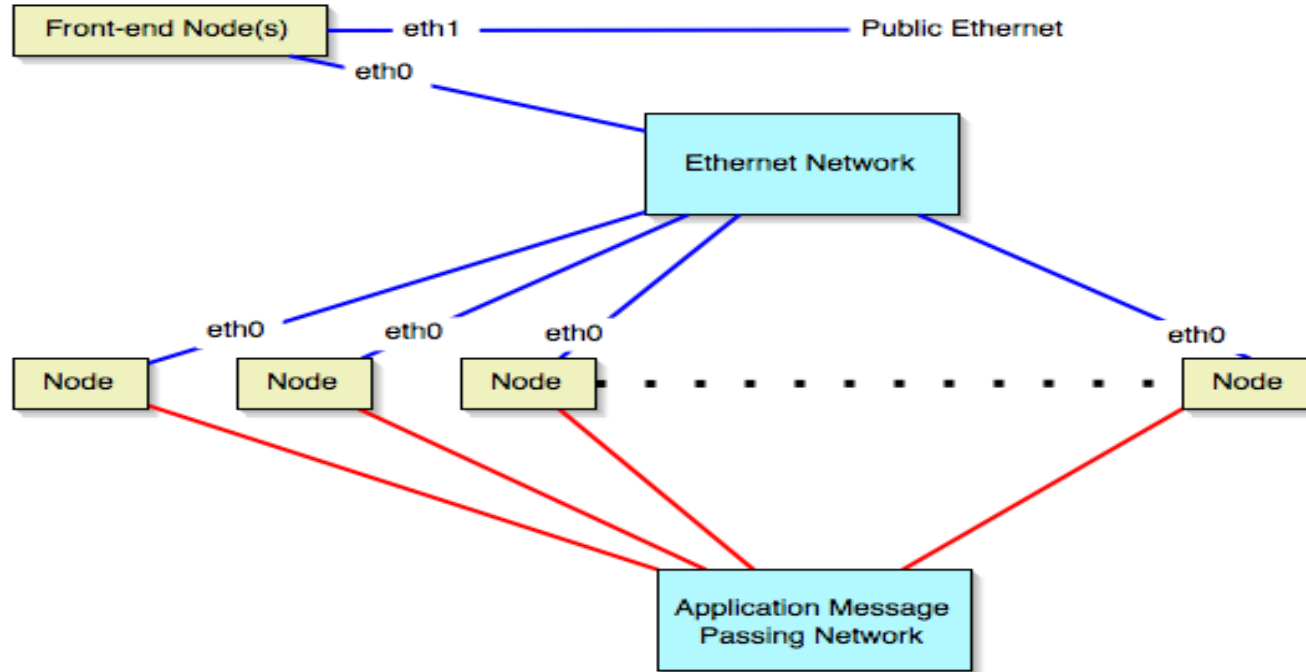 Front-end Node(s)
eth1
Public Ethernet
eth0
Ethernet Network
eth0
eth0
eth0
eth0
Node
Node
Node
Node
Application Message
Passing Network